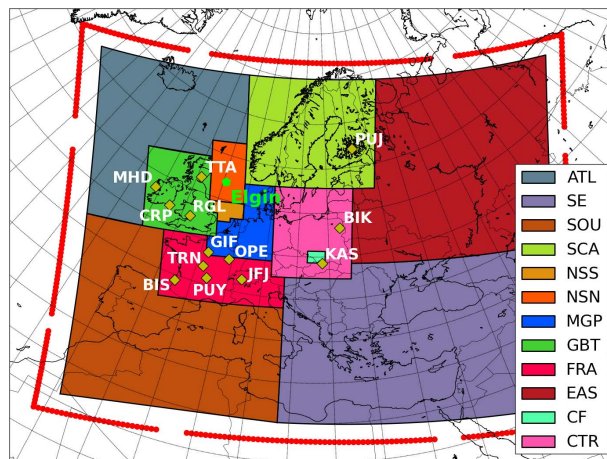 PUJ
TTA
MHD
Elgin
CRP
RGL
BIK
GIF
OPE
KAS
TRN
JFJ
BIS
PUY
ATL
SE
SOU
SCA
NSS
NSN
MGP
GBT
FRA
EAS
CF
CTR